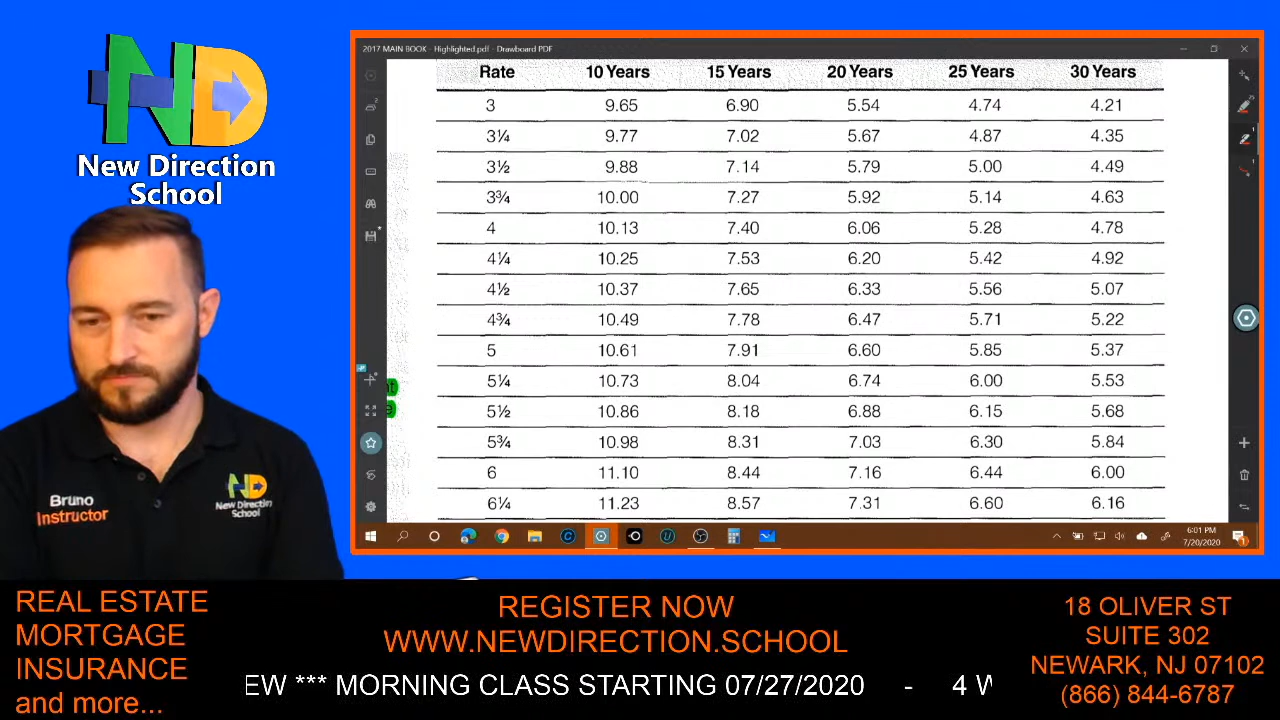 ND
New Direction
School
Bruno
Instructor
ND
New Direction
School
2017 MAIN BOOK - Highlighted.pdf - Drawboard PDF
Rate 10 Years 15 Years 20 Years 25 Years 30 Years
3 9.65 6.90 5.54 4.74 4.21
3¼ 9.77 7.02 5.67 4.87 4.35
3½ 9.88 7.14 5.79 5.00 4.49
3¾ 10.00 7.27 5.92 5.14 4.63
4 10.13 7.40 6.06 5.28 4.78
4¼ 10.25 7.53 6.20 5.42 4.92
4½ 10.37 7.65 6.33 5.56 5.07
4¾ 10.49 7.78 6.47 5.71 5.22
5 10.61 7.91 6.60 5.85 5.37
5¼ 10.73 8.04 6.74 6.00 5.53
5½ 10.86 8.18 6.88 6.15 5.68
5¾ 10.98 8.31 7.03 6.30 5.84
6 11.10 8.44 7.16 6.44 6.00
6¼ 11.23 8.57 7.31 6.60 6.16
6:01 PM
7/20/2020
REAL ESTATE
MORTGAGE
INSURANCE
and more...
REGISTER NOW
WWW.NEWDIRECTION.SCHOOL
EW *** MORNING CLASS STARTING 07/27/2020 - 4 W
18 OLIVER ST
SUITE 302
NEWARK, NJ 07102
(866) 844-6787